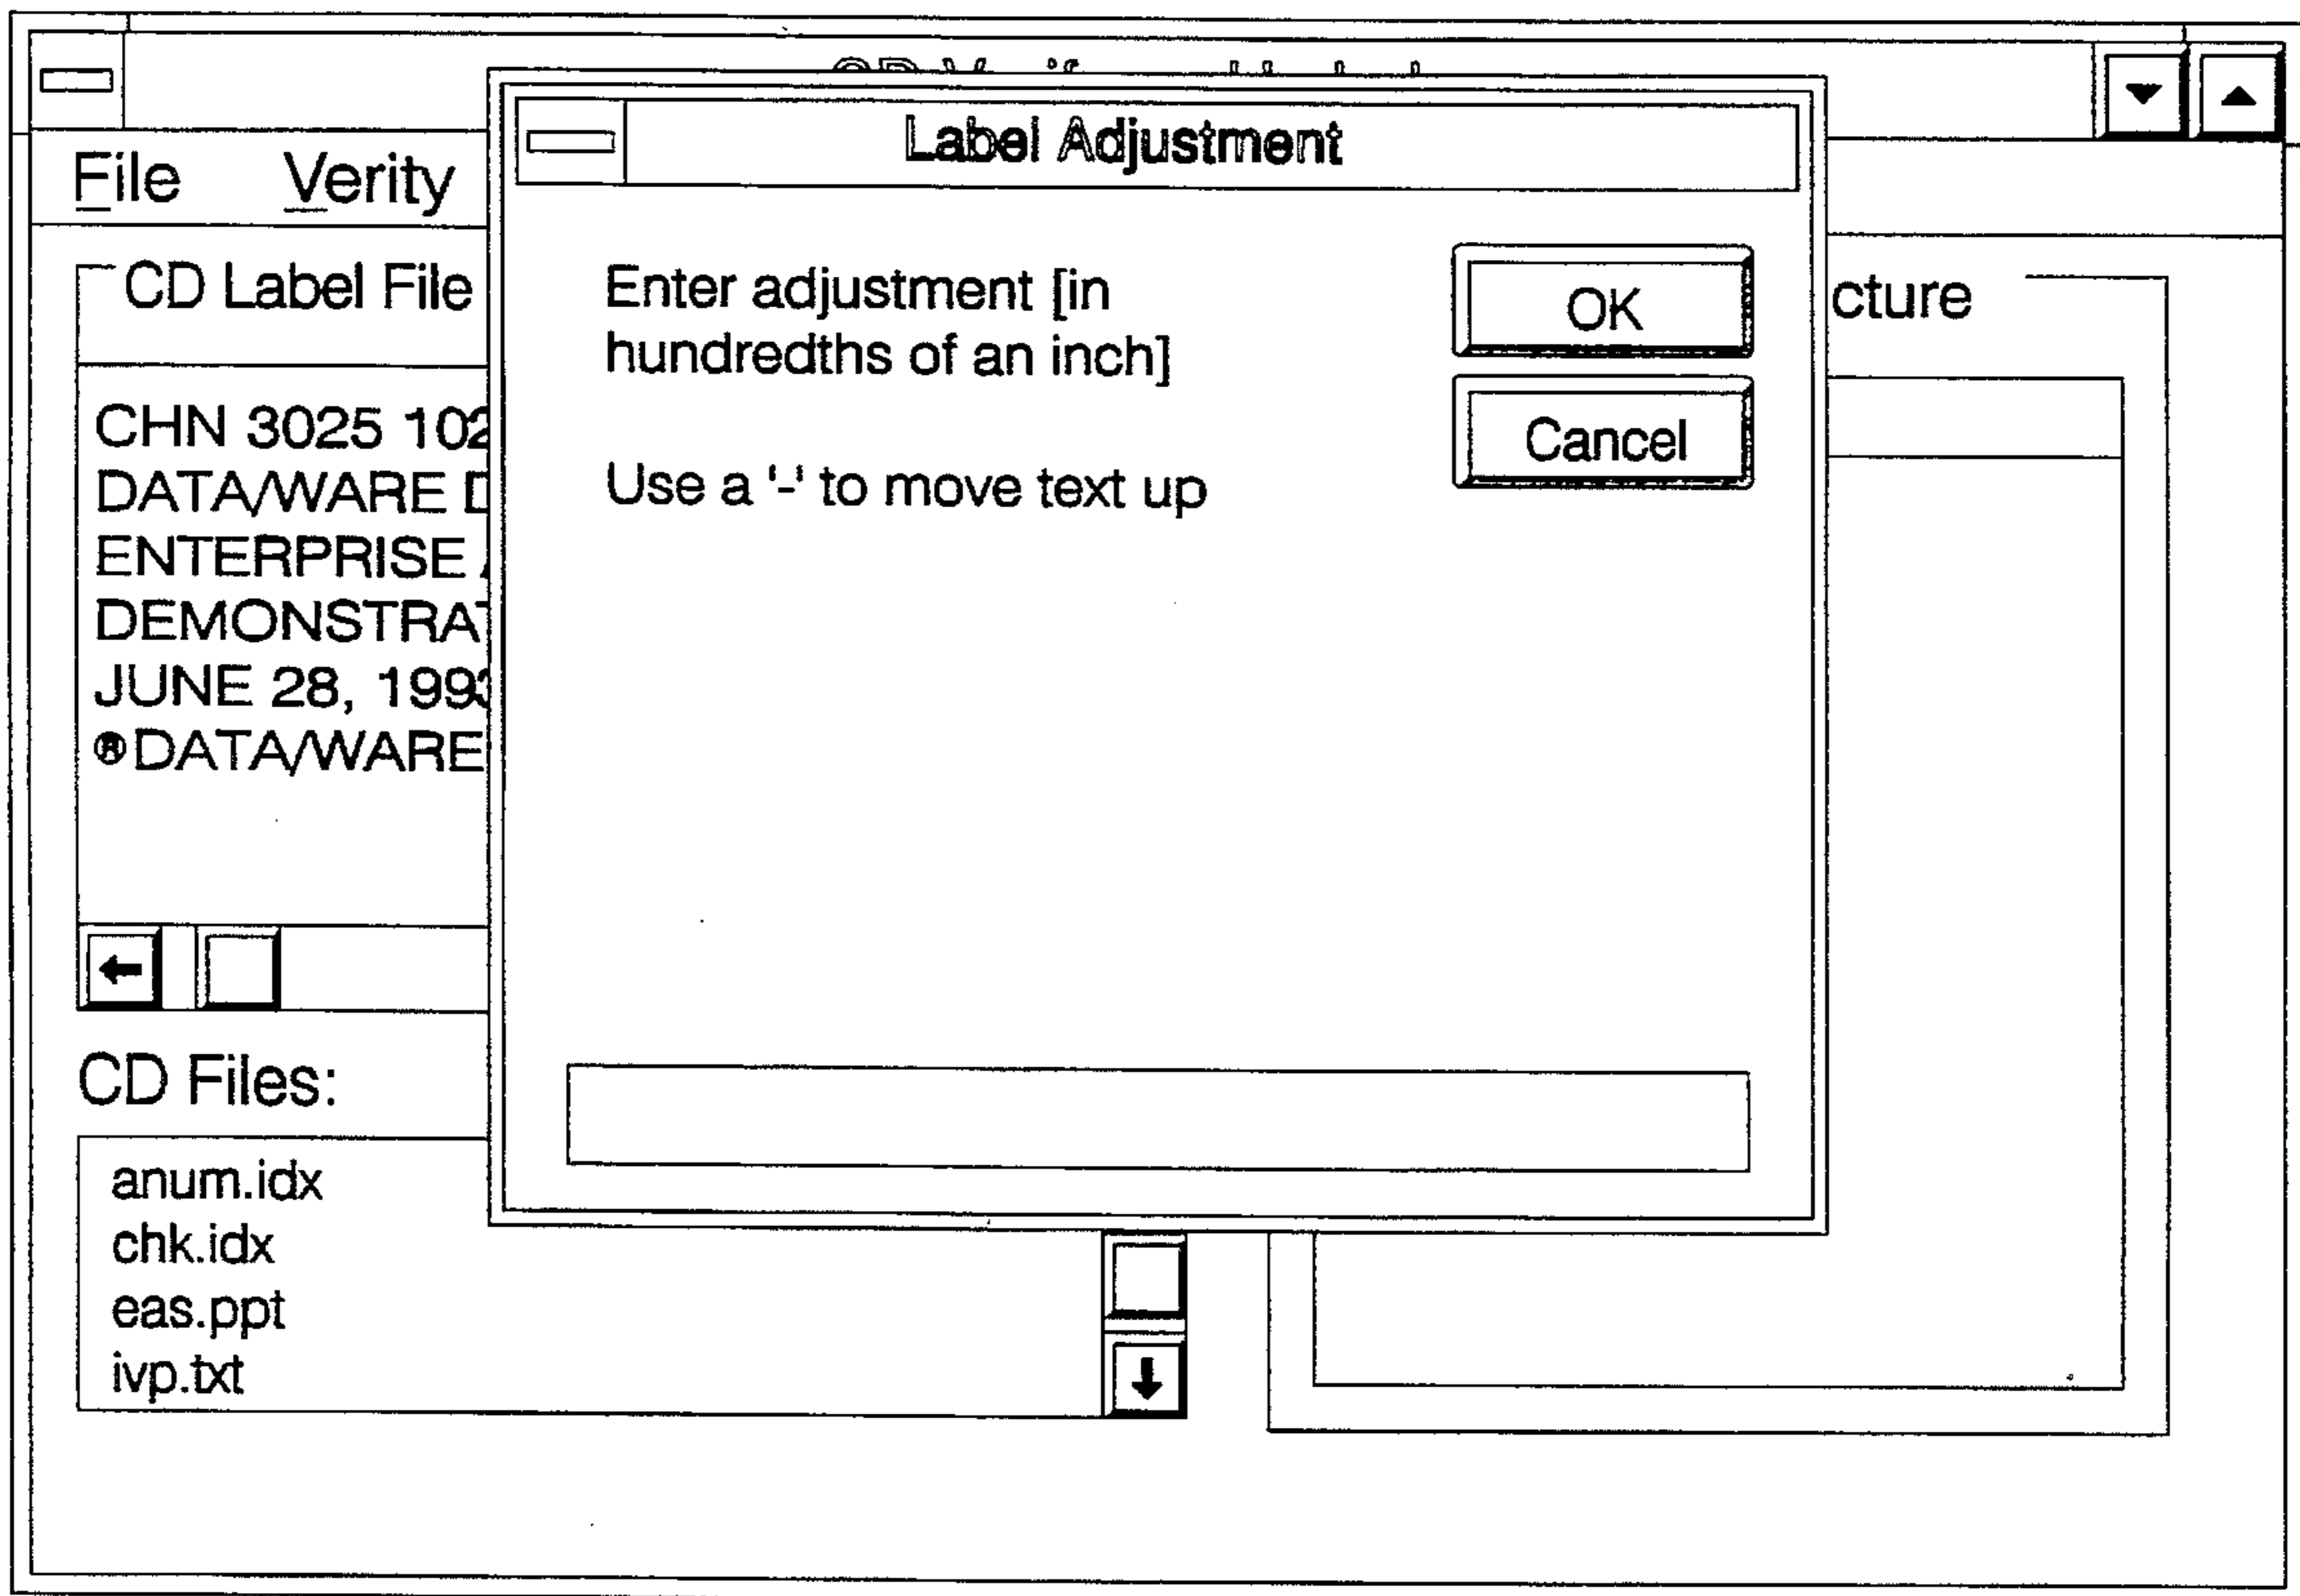 Label Adjustment
File Verity
CD Label File
Enter adjustment [in
hundredths of an inch]
OK
cture
Cancel
Use a '-' to move text up
CHN 3025 102
DATA/WARE D
ENTERPRISE
DEMONSTRAT
JUNE 28, 1993
®DATA/WARE
CD Files:
anum.idx
chk.idx
eas.ppt
ivp.txt